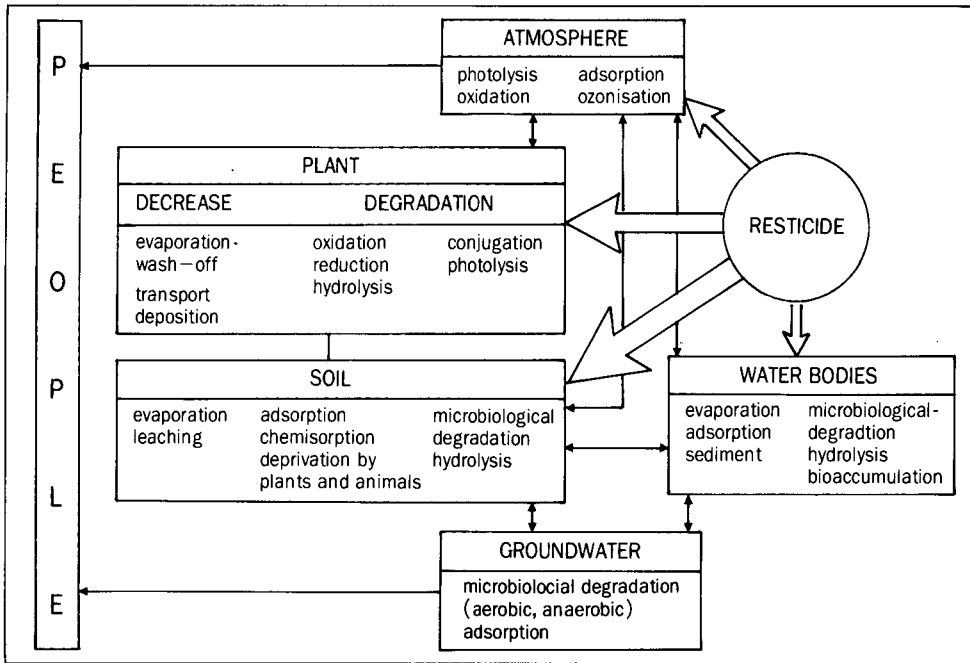 PEOPLE
ATMOSPHERE
photolysis adsorption
oxidation ozonisation
PLANT
DECREASE DEGRADATION
evaporation- oxidation conjugation
wash-off reduction photolysis
transport hydrolysis
deposition
RESTICIDE
SOIL
evaporation adsorption microbiological
leaching chemisorption degradation
deprivation by hydrolysis
plants and animals
WATER BODIES
evaporation microbiological-
adsorption degradtion
sediment hydrolysis
bioaccumulation
GROUNDWATER
microbiolocial degradation
(aerobic, anaerobic)
adsorption